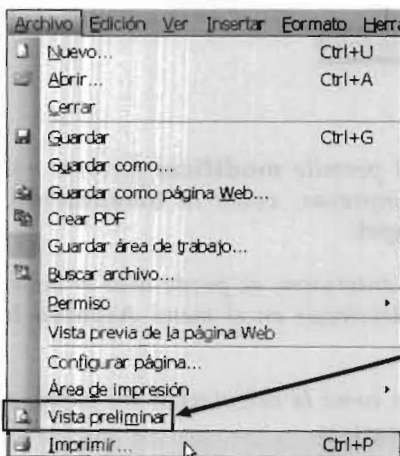 Archivo Edición Ver Insertar Formato Herra
Nuevo... Ctrl+U
Abrir... Ctrl+A
Cerrar
Guardar Ctrl+G
Guardar como...
Guardar como página Web...
Crear PDF
Guardar área de trabajo...
Buscar archivo...
Permiso
Vista previa de la página Web
Configurar página...
Área de impresión
Vista preliminar
Imprimir... Ctrl+P